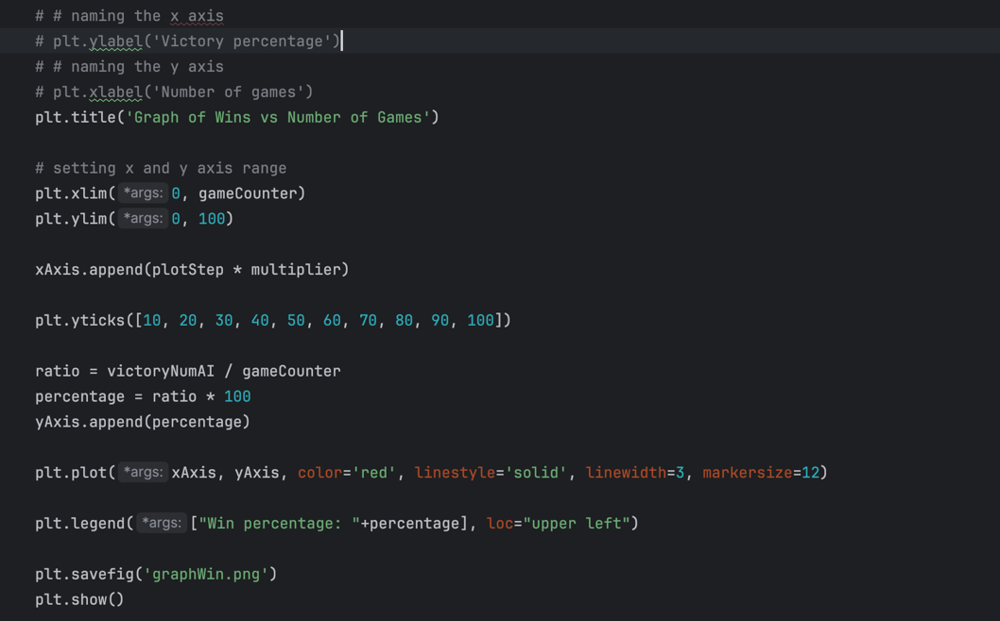 # # naming the x axis
# plt.ylabel('Victory percentage')
# # naming the y axis
# plt.xlabel('Number of games')
plt.title('Graph of Wins vs Number of Games')
# setting x and y axis range
plt.xlim( *args: 0, gameCounter)
plt.ylim( *args: 0, 100)
xAxis.append(plotStep * multiplier)
plt.yticks([10, 20, 30, 40, 50, 60, 70, 80, 90, 100])
ratio = victoryNumAI / gameCounter
percentage = ratio * 100
yAxis.append(percentage)
plt.plot( *args: xAxis, yAxis, color='red', linestyle='solid', linewidth=3, markersize=12)
plt.legend( *args: ["Win percentage: "+percentage], loc="upper left")
plt.savefig('graphWin.png')
plt.show()